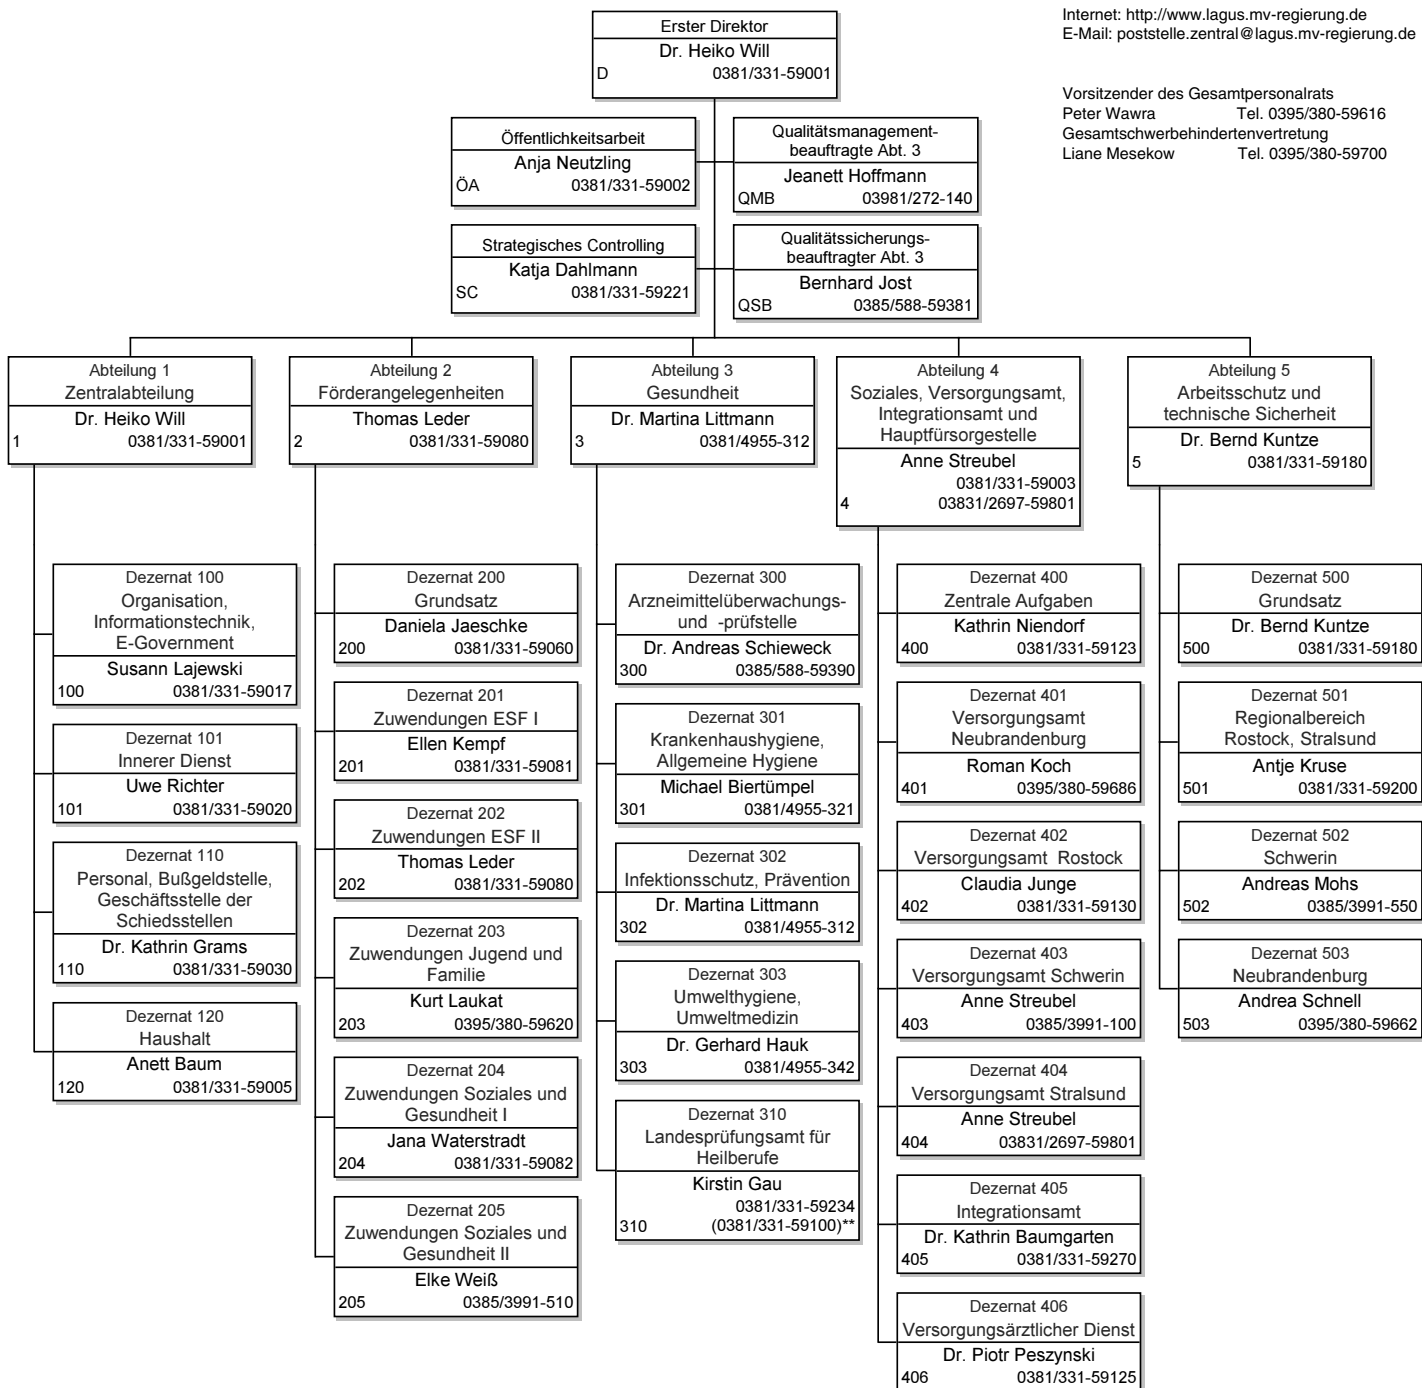 Internet: http://www.lagus.mv-regierung.de
E-Mail: poststelle.zentral@lagus.mv-regierung.de
Vorsitzender des Gesamtpersonalrats
Peter Wawra Tel. 0395/380-59616
Gesamtschwerbehindertenvertretung
Liane Mesekow Tel. 0395/380-59700
Erster Direktor
Dr. Heiko Will
D 0381/331-59001
Öffentlichkeitsarbeit
Anja Neutzling
ÖA 0381/331-59002
Qualitätsmanagement-
beauftragte Abt. 3
Jeanett Hoffmann
QMB 03981/272-140
Strategisches Controlling
Katja Dahlmann
SC 0381/331-59221
Qualitätssicherungs-
beauftragter Abt. 3
Bernhard Jost
QSB 0385/588-59381
Abteilung 1
Zentralabteilung
Dr. Heiko Will
1 0381/331-59001
Dezernat 100
Organisation,
Informationstechnik,
E-Government
Susann Lajewski
100 0381/331-59017
Dezernat 101
Innerer Dienst
Uwe Richter
101 0381/331-59020
Dezernat 110
Personal, Bußgeldstelle,
Geschäftsstelle der
Schiedsstellen
Dr. Kathrin Grams
110 0381/331-59030
Dezernat 120
Haushalt
Anett Baum
120 0381/331-59005
Abteilung 2
Förderangelegenheiten
Thomas Leder
2 0381/331-59080
Dezernat 200
Grundsatz
Daniela Jaeschke
200 0381/331-59060
Dezernat 201
Zuwendungen ESF I
Ellen Kempf
201 0381/331-59081
Dezernat 202
Zuwendungen ESF II
Thomas Leder
202 0381/331-59080
Dezernat 203
Zuwendungen Jugend und
Familie
Kurt Laukat
203 0395/380-59620
Dezernat 204
Zuwendungen Soziales und
Gesundheit I
Jana Waterstradt
204 0381/331-59082
Dezernat 205
Zuwendungen Soziales und
Gesundheit II
Elke Weiß
205 0385/3991-510
Abteilung 3
Gesundheit
Dr. Martina Littmann
3 0381/4955-312
Dezernat 300
Arzneimittelüberwachungs-
und -prüfstelle
Dr. Andreas Schieweck
300 0385/588-59390
Dezernat 301
Krankenhaushygiene,
Allgemeine Hygiene
Michael Biertümpel
301 0381/4955-321
Dezernat 302
Infektionsschutz, Prävention
Dr. Martina Littmann
302 0381/4955-312
Dezernat 303
Umwelthygiene,
Umweltmedizin
Dr. Gerhard Hauk
303 0381/4955-342
Dezernat 310
Landesprüfungsamt für
Heilberufe
Kirstin Gau
0381/331-59234
310 (0381/331-59100)**
Abteilung 4
Soziales, Versorgungsamt,
Integrationsamt und
Hauptfürsorgestelle
Anne Streubel
0381/331-59003
4 03831/2697-59801
Dezernat 400
Zentrale Aufgaben
Kathrin Niendorf
400 0381/331-59123
Dezernat 401
Versorgungsamt
Neubrandenburg
Roman Koch
401 0395/380-59686
Dezernat 402
Versorgungsamt Rostock
Claudia Junge
402 0381/331-59130
Dezernat 403
Versorgungsamt Schwerin
Anne Streubel
403 0385/3991-100
Dezernat 404
Versorgungsamt Stralsund
Anne Streubel
404 03831/2697-59801
Dezernat 405
Integrationsamt
Dr. Kathrin Baumgarten
405 0381/331-59270
Dezernat 406
Versorgungsärztlicher Dienst
Dr. Piotr Peszynski
406 0381/331-59125
Abteilung 5
Arbeitsschutz und
technische Sicherheit
Dr. Bernd Kuntze
5 0381/331-59180
Dezernat 500
Grundsatz
Dr. Bernd Kuntze
500 0381/331-59180
Dezernat 501
Regionalbereich
Rostock, Stralsund
Antje Kruse
501 0381/331-59200
Dezernat 502
Schwerin
Andreas Mohs
502 0385/3991-550
Dezernat 503
Neubrandenburg
Andrea Schnell
503 0395/380-59662